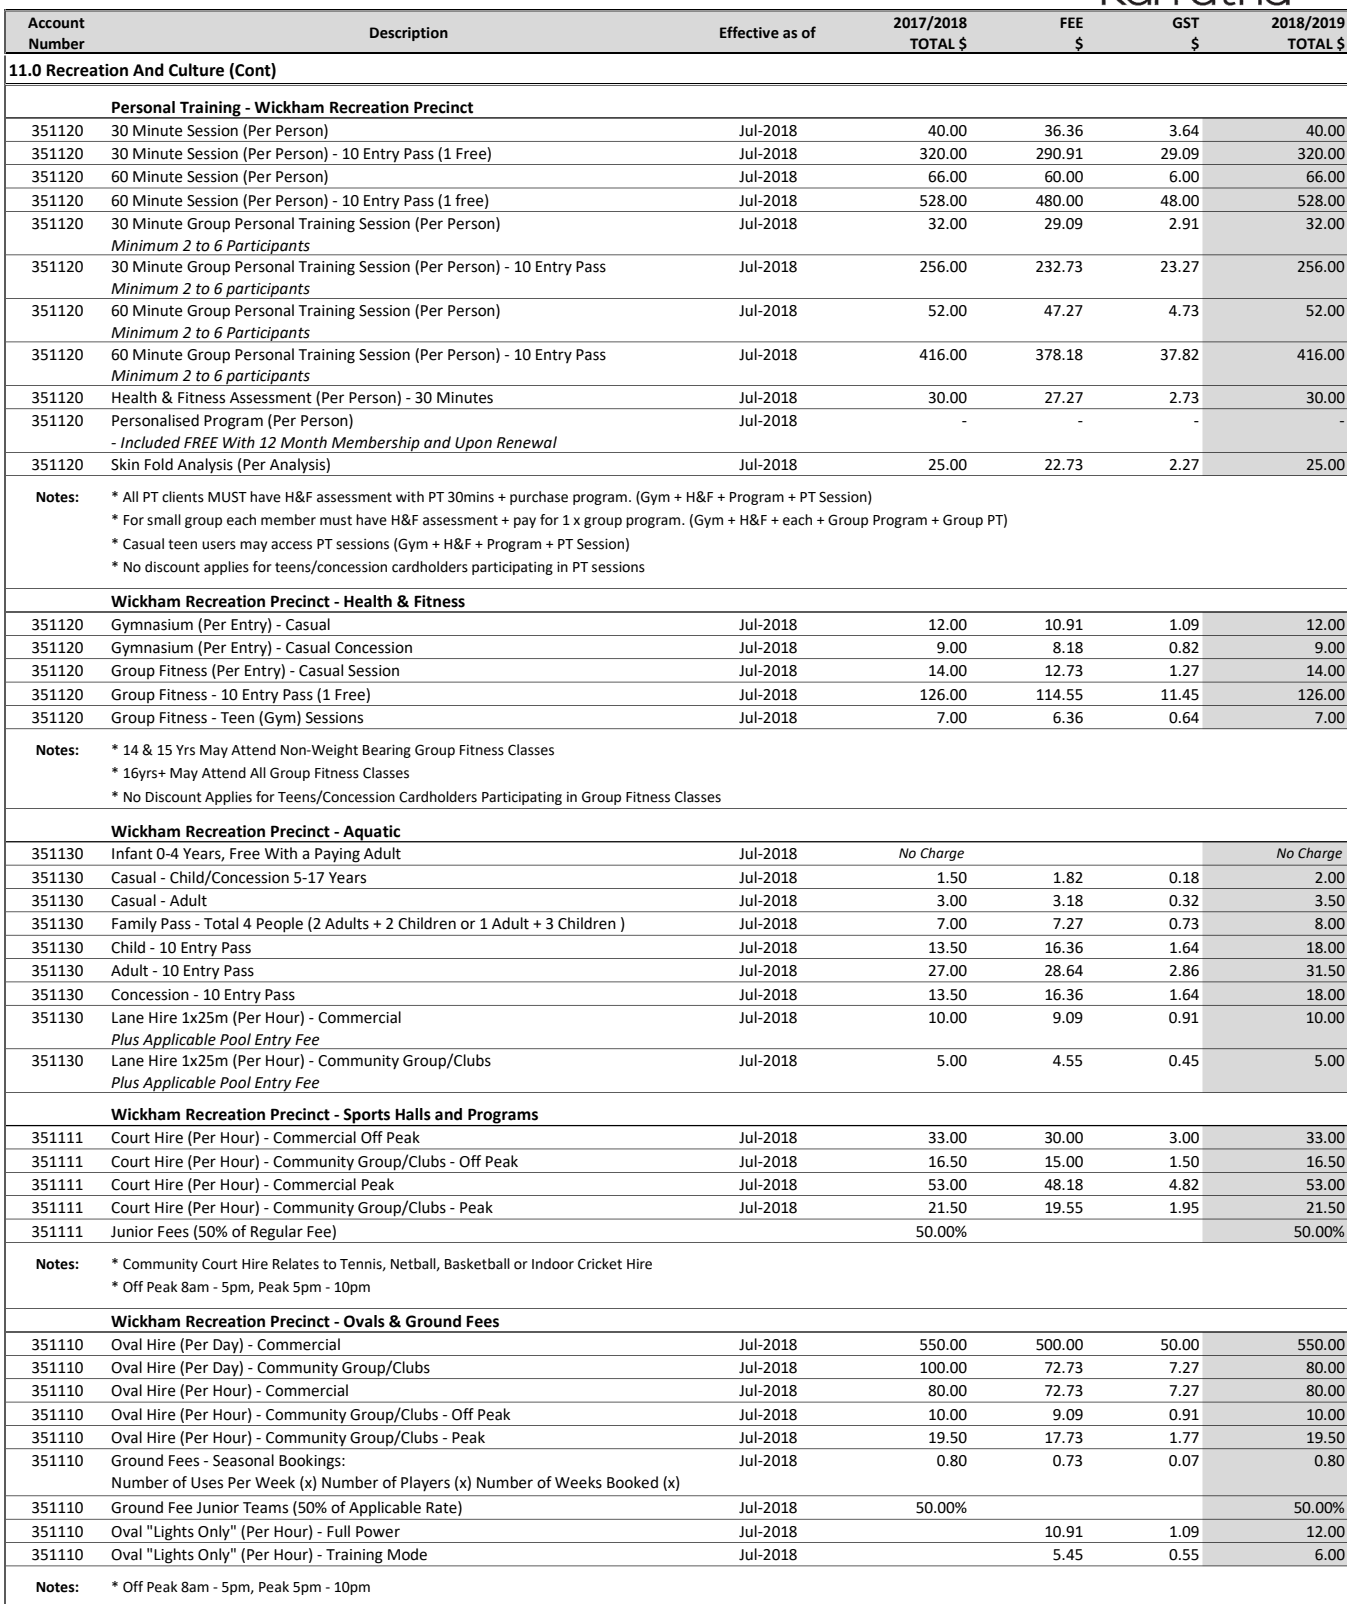 Account Description Effective as of 2017/2018 FEE GST 2018/2019
Number TOTAL $ $ $ TOTAL $
11.0 Recreation And Culture (Cont)
Personal Training - Wickham Recreation Precinct
351120 30 Minute Session (Per Person) Jul-2018 40.00 36.36 3.64 40.00
351120 30 Minute Session (Per Person) - 10 Entry Pass (1 Free) Jul-2018 320.00 290.91 29.09 320.00
351120 60 Minute Session (Per Person) Jul-2018 66.00 60.00 6.00 66.00
351120 60 Minute Session (Per Person) - 10 Entry Pass (1 free) Jul-2018 528.00 480.00 48.00 528.00
351120 30 Minute Group Personal Training Session (Per Person) Jul-2018 32.00 29.09 2.91 32.00
Minimum 2 to 6 Participants
351120 30 Minute Group Personal Training Session (Per Person) - 10 Entry Pass Jul-2018 256.00 232.73 23.27 256.00
Minimum 2 to 6 participants
351120 60 Minute Group Personal Training Session (Per Person) Jul-2018 52.00 47.27 4.73 52.00
Minimum 2 to 6 Participants
351120 60 Minute Group Personal Training Session (Per Person) - 10 Entry Pass Jul-2018 416.00 378.18 37.82 416.00
Minimum 2 to 6 participants
351120 Health & Fitness Assessment (Per Person) - 30 Minutes Jul-2018 30.00 27.27 2.73 30.00
351120 Personalised Program (Per Person) Jul-2018 - - - -
- Included FREE With 12 Month Membership and Upon Renewal
351120 Skin Fold Analysis (Per Analysis) Jul-2018 25.00 22.73 2.27 25.00
Notes: * All PT clients MUST have H&F assessment with PT 30mins + purchase program. (Gym + H&F + Program + PT Session)
* For small group each member must have H&F assessment + pay for 1 x group program. (Gym + H&F + each + Group Program + Group PT)
* Casual teen users may access PT sessions (Gym + H&F + Program + PT Session)
* No discount applies for teens/concession cardholders participating in PT sessions
Wickham Recreation Precinct - Health & Fitness
351120 Gymnasium (Per Entry) - Casual Jul-2018 12.00 10.91 1.09 12.00
351120 Gymnasium (Per Entry) - Casual Concession Jul-2018 9.00 8.18 0.82 9.00
351120 Group Fitness (Per Entry) - Casual Session Jul-2018 14.00 12.73 1.27 14.00
351120 Group Fitness - 10 Entry Pass (1 Free) Jul-2018 126.00 114.55 11.45 126.00
351120 Group Fitness - Teen (Gym) Sessions Jul-2018 7.00 6.36 0.64 7.00
Notes: * 14 & 15 Yrs May Attend Non-Weight Bearing Group Fitness Classes
* 16yrs+ May Attend All Group Fitness Classes
* No Discount Applies for Teens/Concession Cardholders Participating in Group Fitness Classes
Wickham Recreation Precinct - Aquatic
351130 Infant 0-4 Years, Free With a Paying Adult Jul-2018 No Charge No Charge
351130 Casual - Child/Concession 5-17 Years Jul-2018 1.50 1.82 0.18 2.00
351130 Casual - Adult Jul-2018 3.00 3.18 0.32 3.50
351130 Family Pass - Total 4 People (2 Adults + 2 Children or 1 Adult + 3 Children ) Jul-2018 7.00 7.27 0.73 8.00
351130 Child - 10 Entry Pass Jul-2018 13.50 16.36 1.64 18.00
351130 Adult - 10 Entry Pass Jul-2018 27.00 28.64 2.86 31.50
351130 Concession - 10 Entry Pass Jul-2018 13.50 16.36 1.64 18.00
351130 Lane Hire 1x25m (Per Hour) - Commercial Jul-2018 10.00 9.09 0.91 10.00
Plus Applicable Pool Entry Fee
351130 Lane Hire 1x25m (Per Hour) - Community Group/Clubs Jul-2018 5.00 4.55 0.45 5.00
Plus Applicable Pool Entry Fee
Wickham Recreation Precinct - Sports Halls and Programs
351111 Court Hire (Per Hour) - Commercial Off Peak Jul-2018 33.00 30.00 3.00 33.00
351111 Court Hire (Per Hour) - Community Group/Clubs - Off Peak Jul-2018 16.50 15.00 1.50 16.50
351111 Court Hire (Per Hour) - Commercial Peak Jul-2018 53.00 48.18 4.82 53.00
351111 Court Hire (Per Hour) - Community Group/Clubs - Peak Jul-2018 21.50 19.55 1.95 21.50
351111 Junior Fees (50% of Regular Fee) 50.00% 50.00%
Notes: * Community Court Hire Relates to Tennis, Netball, Basketball or Indoor Cricket Hire
* Off Peak 8am - 5pm, Peak 5pm - 10pm
Wickham Recreation Precinct - Ovals & Ground Fees
351110 Oval Hire (Per Day) - Commercial Jul-2018 550.00 500.00 50.00 550.00
351110 Oval Hire (Per Day) - Community Group/Clubs Jul-2018 100.00 72.73 7.27 80.00
351110 Oval Hire (Per Hour) - Commercial Jul-2018 80.00 72.73 7.27 80.00
351110 Oval Hire (Per Hour) - Community Group/Clubs - Off Peak Jul-2018 10.00 9.09 0.91 10.00
351110 Oval Hire (Per Hour) - Community Group/Clubs - Peak Jul-2018 19.50 17.73 1.77 19.50
351110 Ground Fees - Seasonal Bookings: Jul-2018 0.80 0.73 0.07 0.80
Number of Uses Per Week (x) Number of Players (x) Number of Weeks Booked (x)
351110 Ground Fee Junior Teams (50% of Applicable Rate) Jul-2018 50.00% 50.00%
351110 Oval "Lights Only" (Per Hour) - Full Power Jul-2018 10.91 1.09 12.00
351110 Oval "Lights Only" (Per Hour) - Training Mode Jul-2018 5.45 0.55 6.00
Notes: * Off Peak 8am - 5pm, Peak 5pm - 10pm